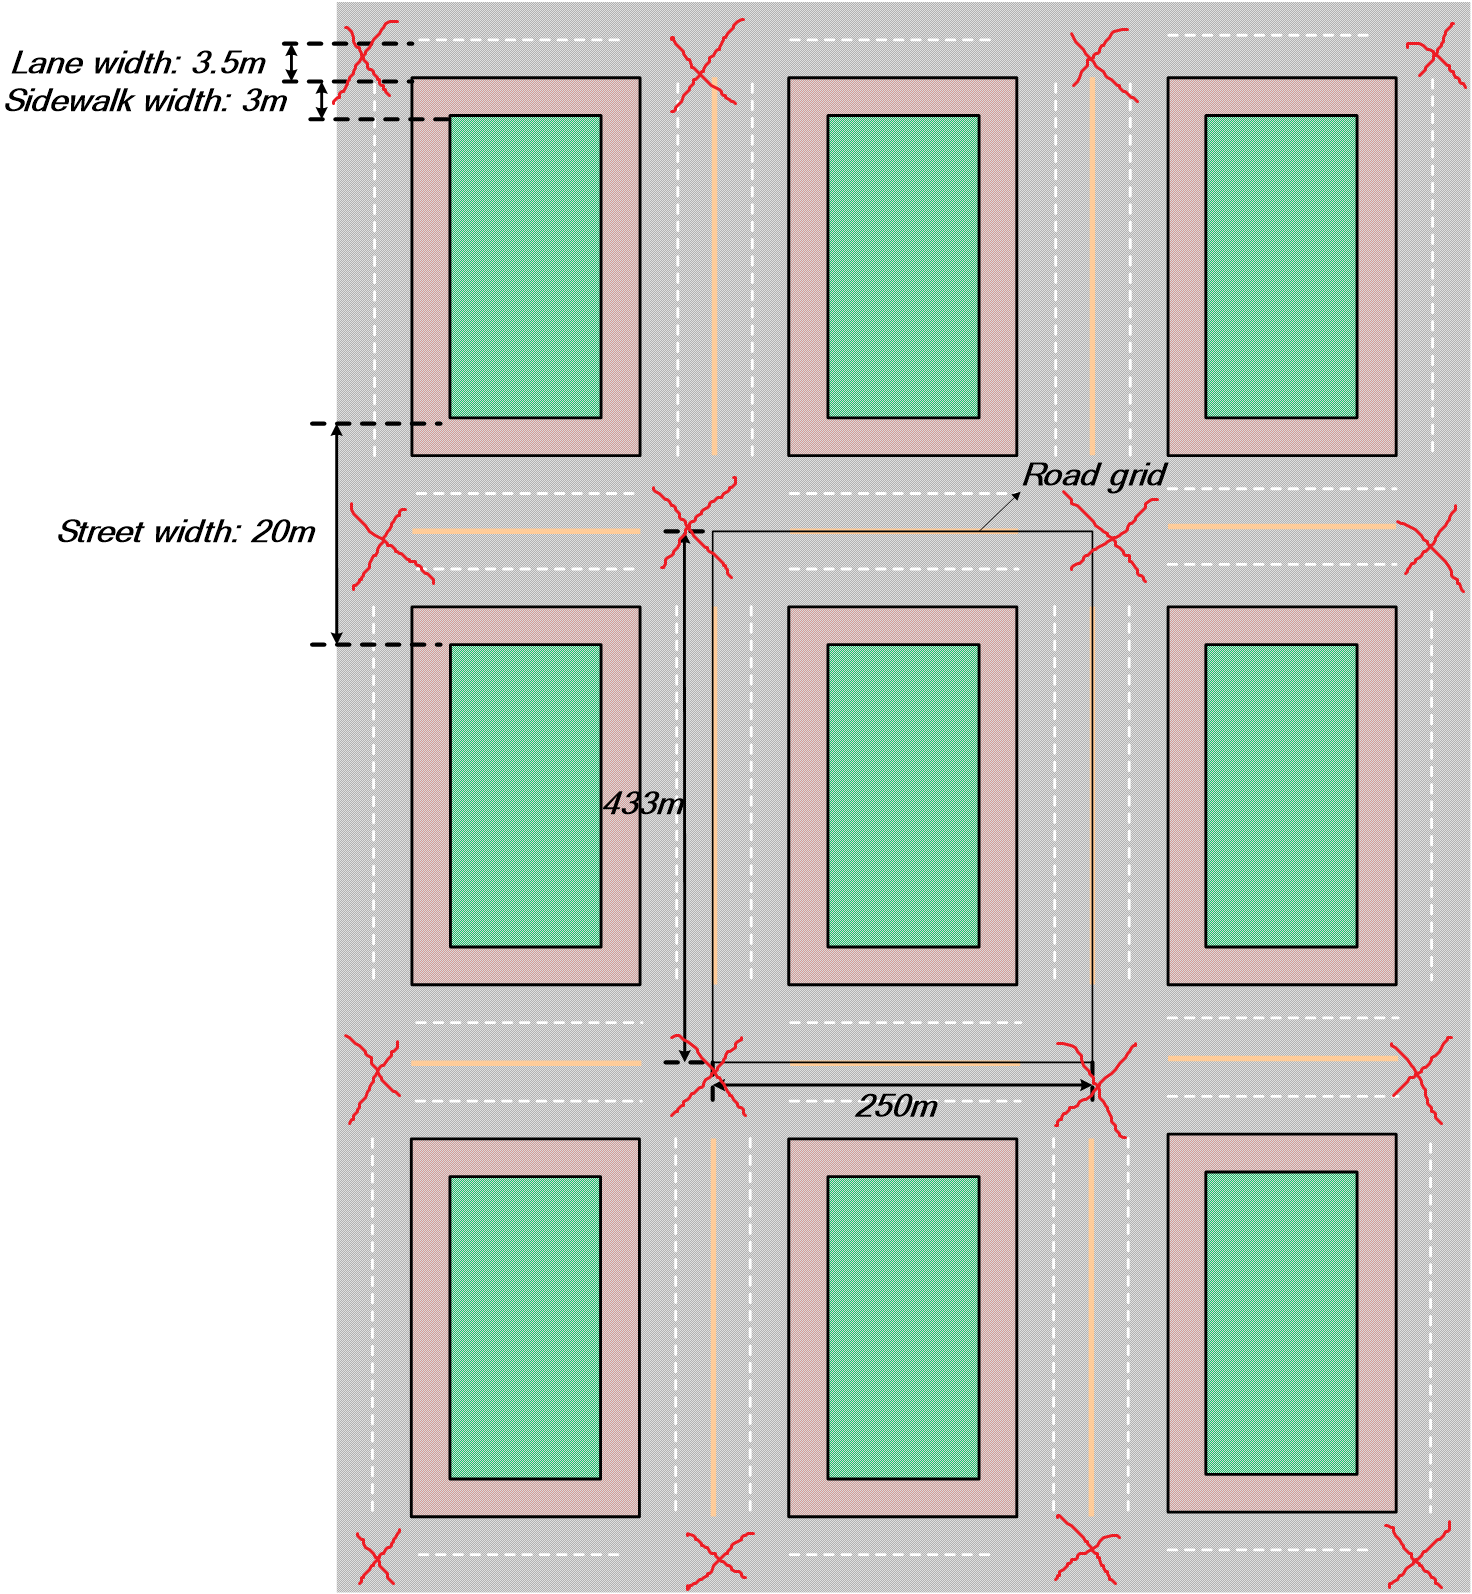 Lane width: 3.5m
Sidewalk width: 3m
Road grid
Street width: 20m
433m
250m